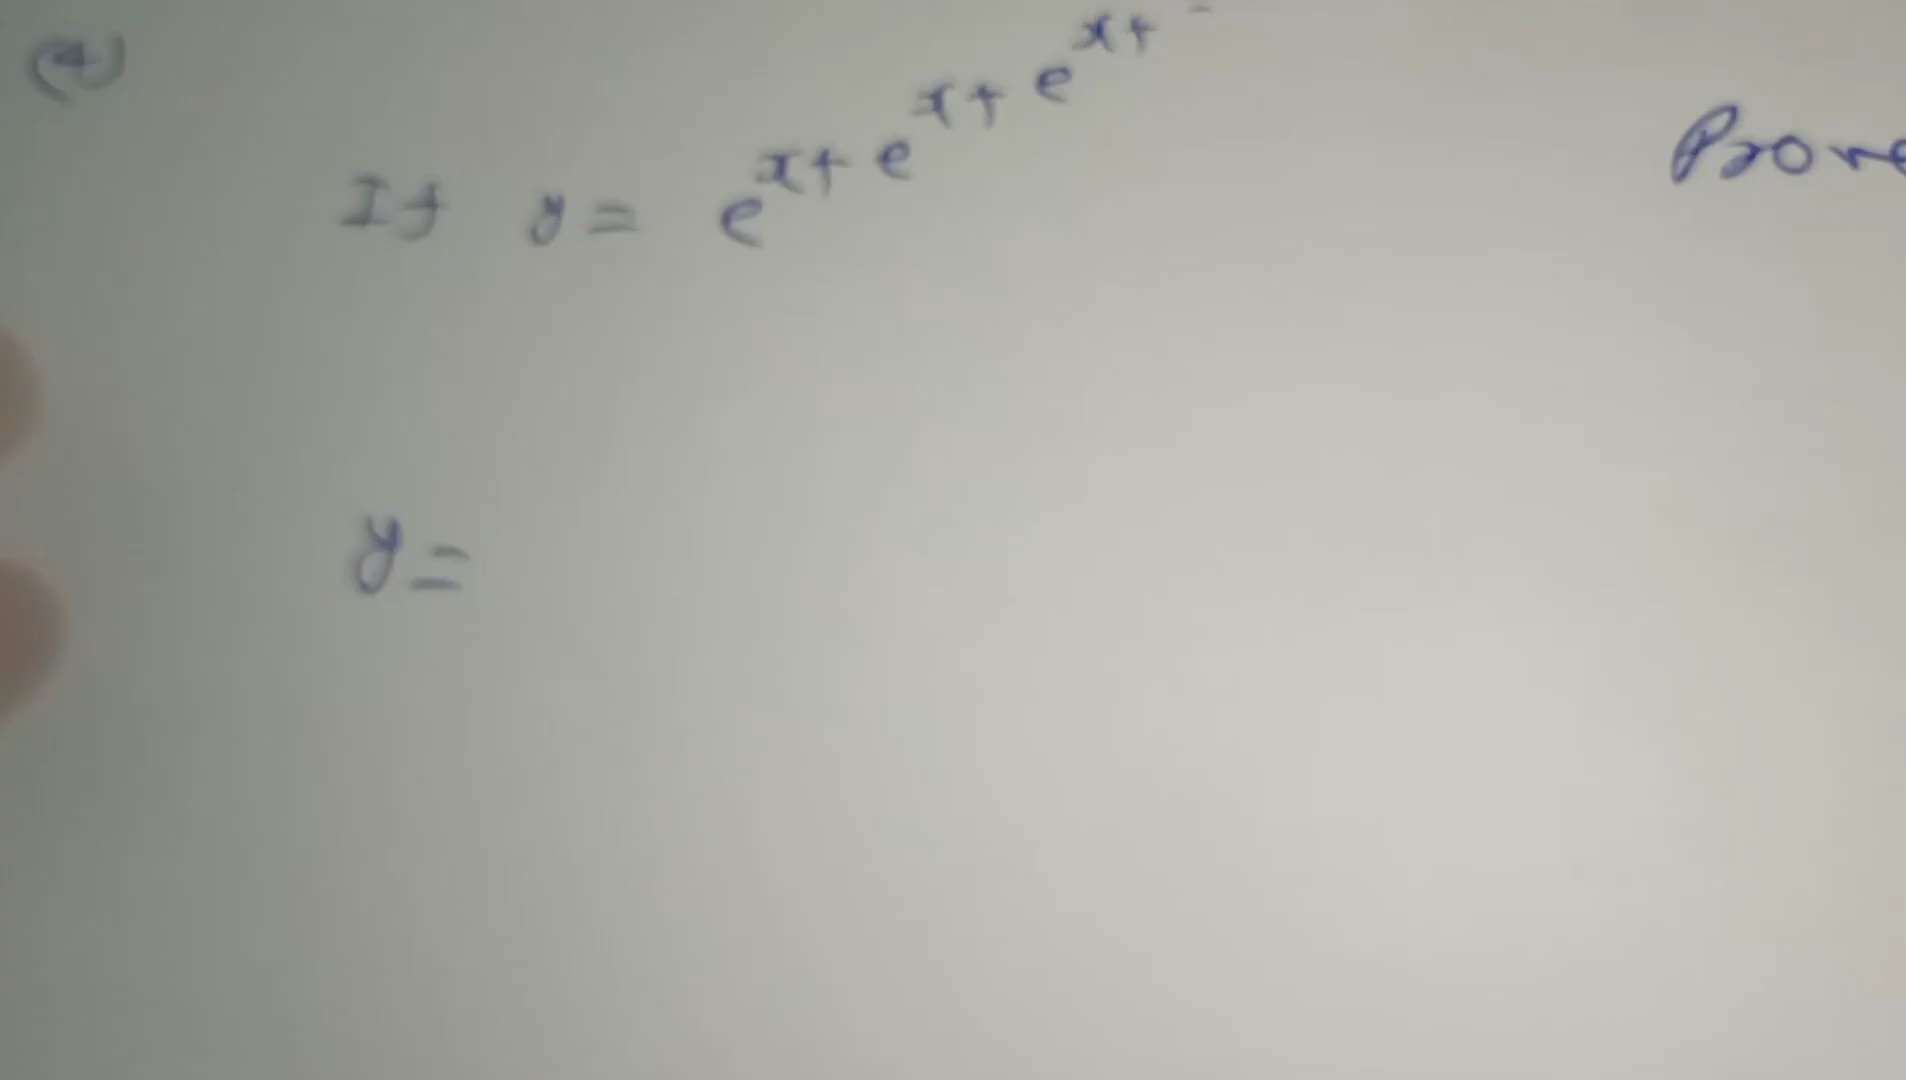 (4)
If y = e^{x+e^{x+e^{x+-}}} Prove
y =